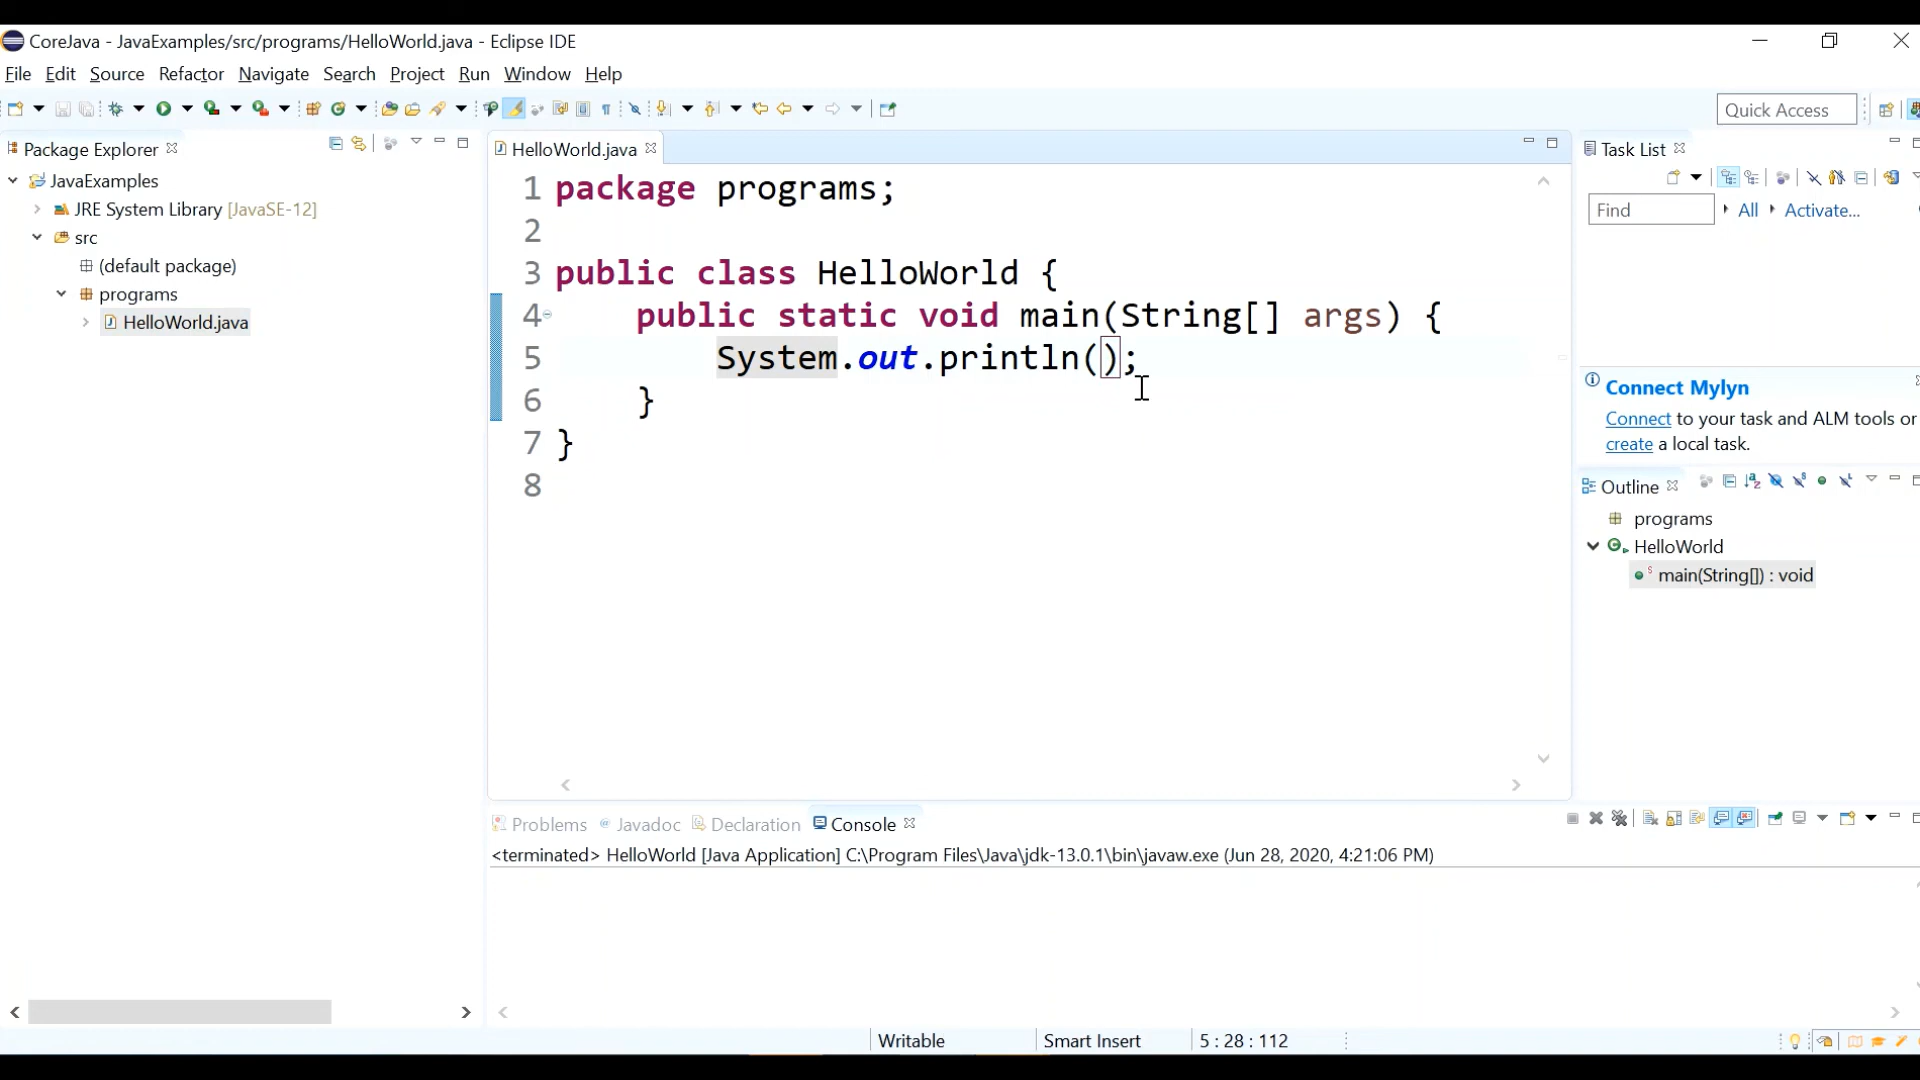 CoreJava - JavaExamples/src/programs/HelloWorld.java - Eclipse IDE
File Edit Source Refactor Navigate Search Project Run Window Help
Quick Access
Package Explorer
JavaExamples
JRE System Library [JavaSE-12]
src
(default package)
programs
HelloWorld.java
HelloWorld.java
1 package programs;
2
3 public class HelloWorld {
4 public static void main(String[] args) {
5 System.out.println();
6 }
7 }
8
Task List
Find All Activate...
Connect Mylyn
Connect to your task and ALM tools or
create a local task.
Outline
programs
HelloWorld
main(String[]) : void
Problems Javadoc Declaration Console
<terminated> HelloWorld [Java Application] C:\Program Files\Java\jdk-13.0.1\bin\javaw.exe (Jun 28, 2020, 4:21:06 PM)
Writable Smart Insert 5 : 28 : 112